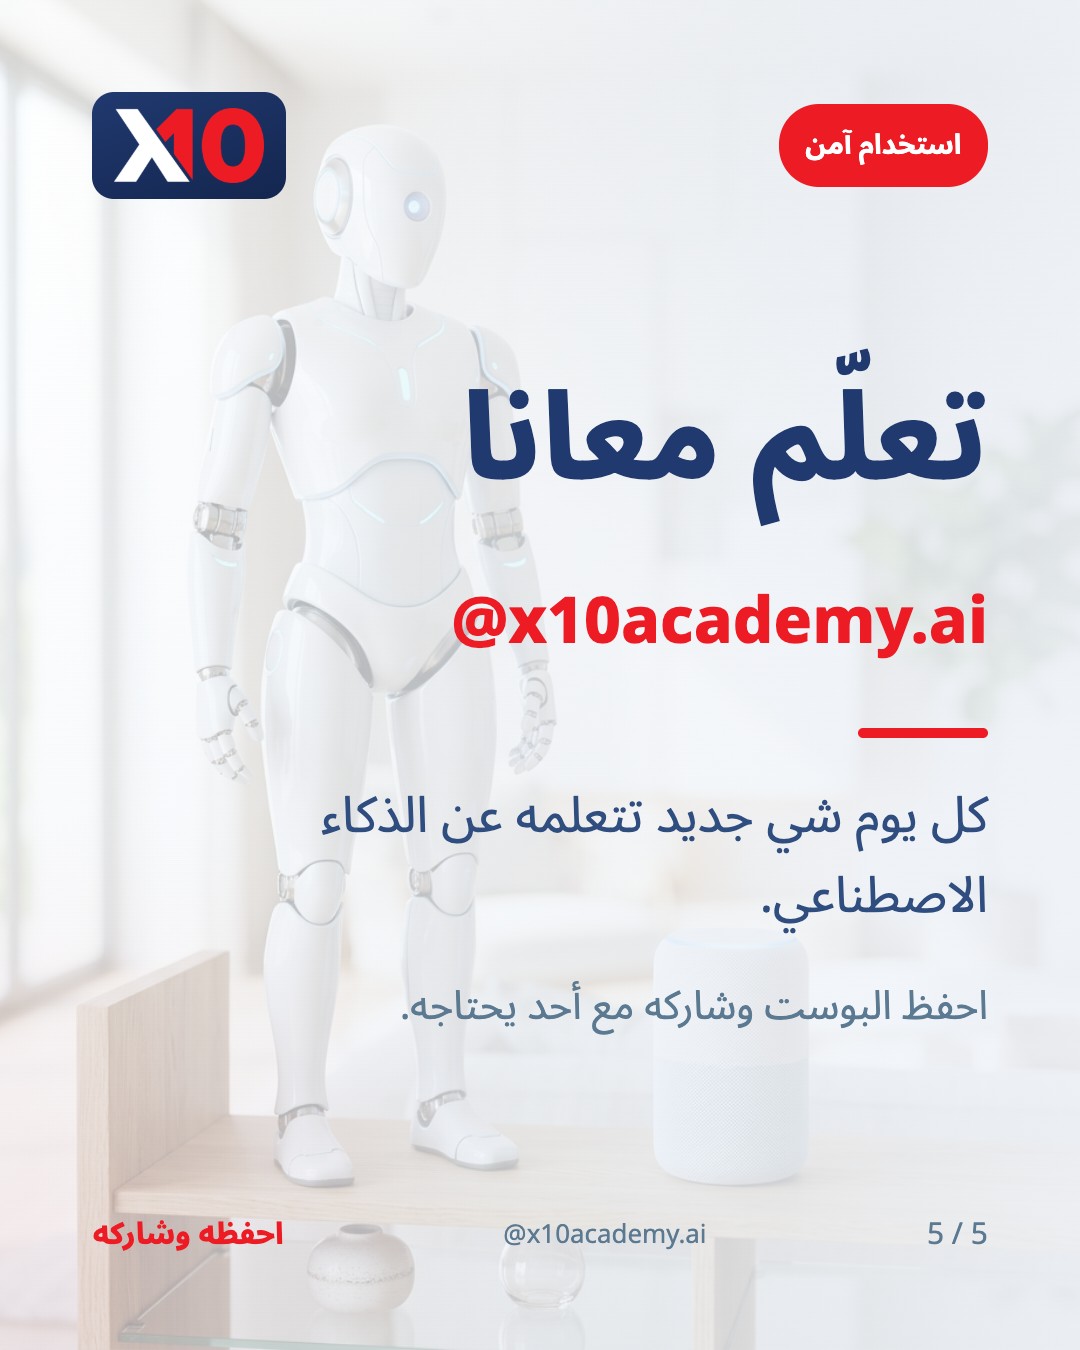 X10
استخدام آمن
تعلّم معانا
@x10academy.ai
كل يوم شي جديد تتعلمه عن الذكاء
الاصطناعي.
احفظ البوست وشاركه مع أحد يحتاجه.
احفظه وشاركه
@x10academy.ai
5 / 5